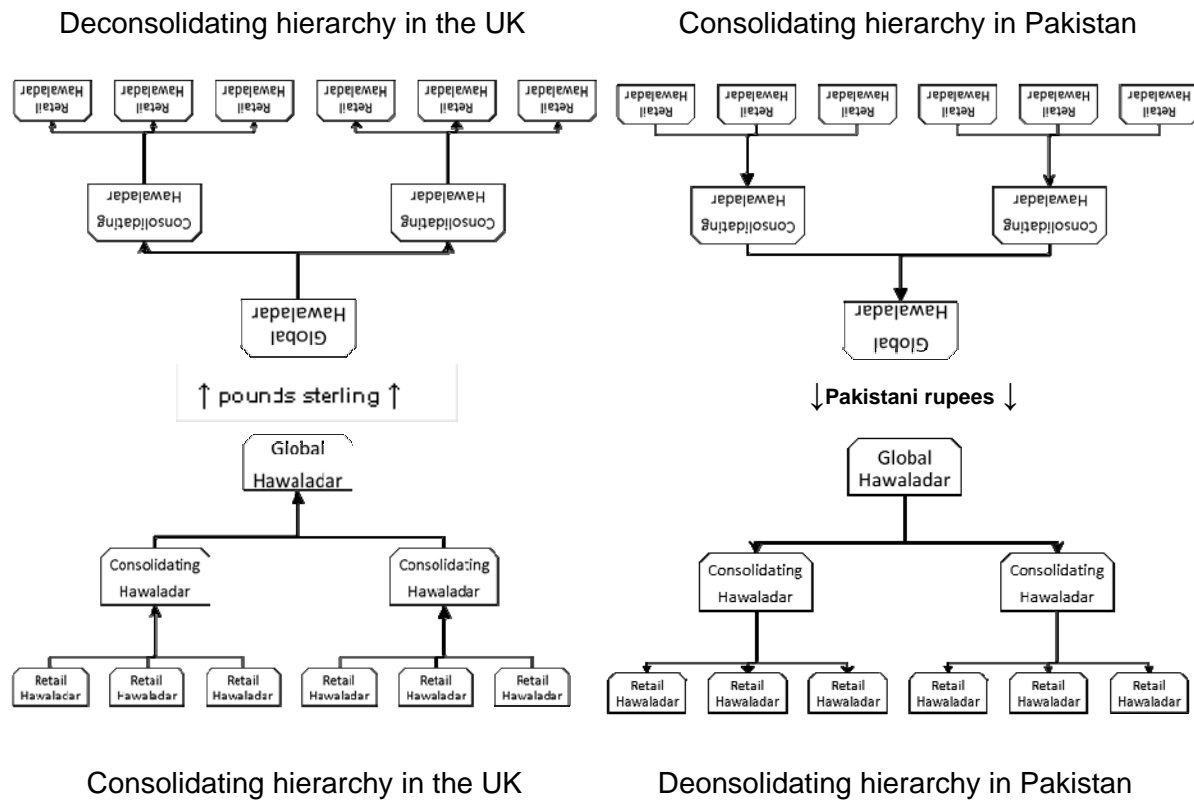 Deconsolidating hierarchy in the UK
Consolidating hierarchy in Pakistan
Retail
Hawaladar
Retail
Hawaladar
Retail
Hawaladar
Retail
Hawaladar
Retail
Hawaladar
Retail
Hawaladar
Retail
Hawaladar
Retail
Hawaladar
Retail
Hawaladar
Retail
Hawaladar
Retail
Hawaladar
Retail
Hawaladar
Consolidating
Hawaladar
Consolidating
Hawaladar
Consolidating
Hawaladar
Consolidating
Hawaladar
Global
Hawaladar
Global
Hawaladar
↑ pounds sterling ↑
↓Pakistani rupees ↓
Global
Hawaladar
Global
Hawaladar
Consolidating
Hawaladar
Consolidating
Hawaladar
Consolidating
Hawaladar
Consolidating
Hawaladar
Retail
Hawaladar
Retail
Hawaladar
Retail
Hawaladar
Retail
Hawaladar
Retail
Hawaladar
Retail
Hawaladar
Retail
Hawaladar
Retail
Hawaladar
Retail
Hawaladar
Retail
Hawaladar
Retail
Hawaladar
Retail
Hawaladar
Consolidating hierarchy in the UK
Deonsolidating hierarchy in Pakistan